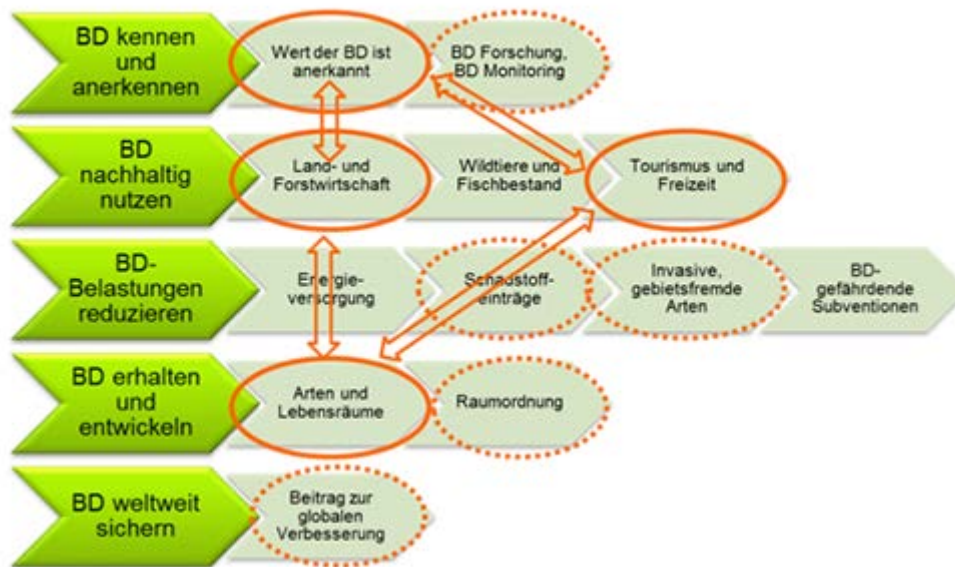 BD kennen
und
anerkennen
Wert der BD ist
anerkannt
BD Forschung,
BD Monitoring
BD
nachhaltig
nutzen
Land- und
Forstwirtschaft
Wildtiere und
Fischbestand
Tourismus und
Freizeit
BD-
Belastungen
reduzieren
Energie-
versorgung
Schadstoff-
einträge
Invasive,
gebietsfremde
Arten
BD-
gefährdende
Subventionen
BD erhalten
und
entwickeln
Arten und
Lebensräume
Raumordnung
BD weltweit
sichern
Beitrag zur
globalen
Verbesserung